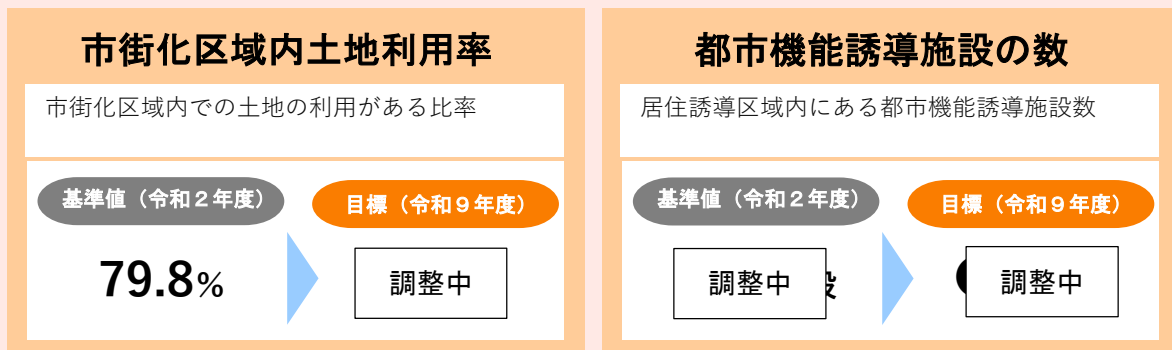 市街化区域内土地利用率
市街化区域内での土地の利用がある比率
基準値（令和２年度）
目標（令和９年度）
79.8%
調整中
都市機能誘導施設の数
居住誘導区域内にある都市機能誘導施設数
基準値（令和２年度）
目標（令和９年度）
調整中
調整中